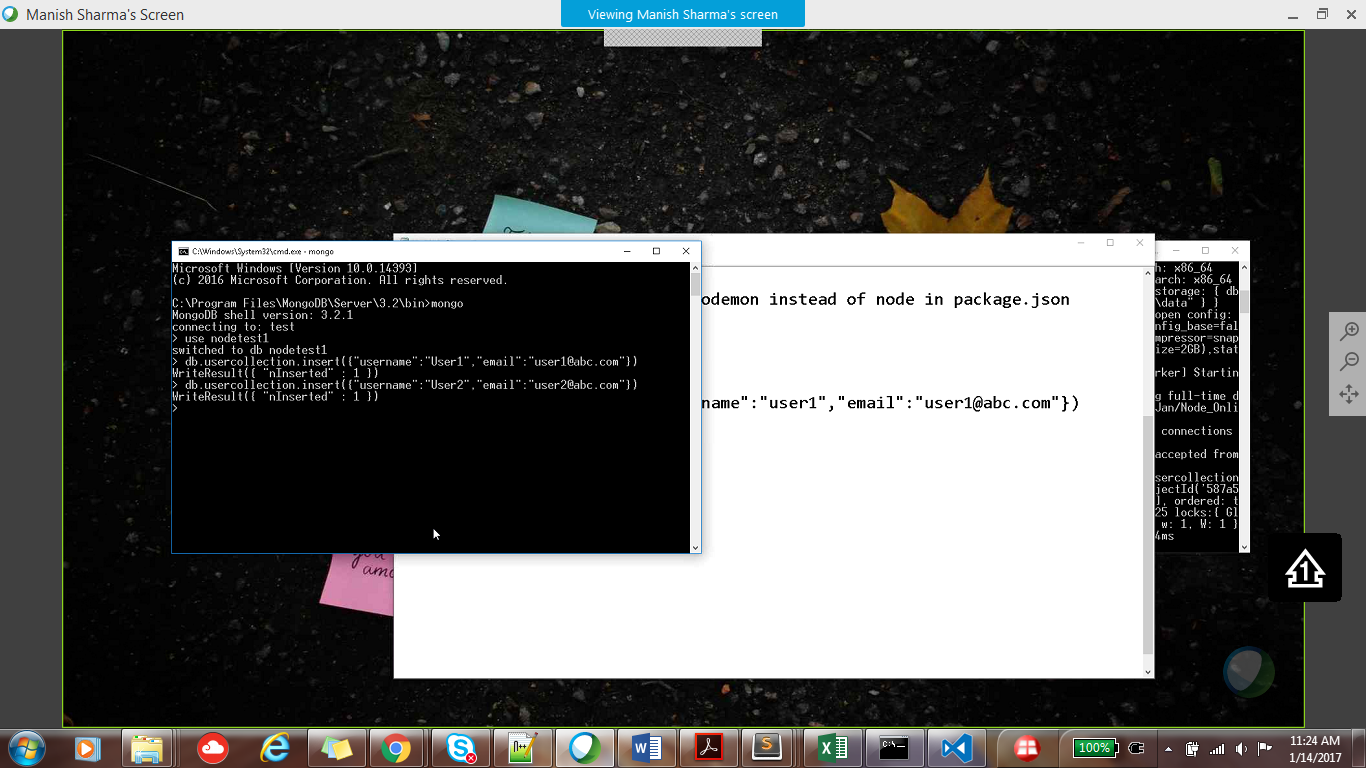 Manish Sharma's Screen
Viewing Manish Sharma's screen
C:\Windows\System32\cmd.exe - mongo
Microsoft Windows [Version 10.0.14393]
(c) 2016 Microsoft Corporation. All rights reserved.
C:\Program Files\MongoDB\Server\3.2\bin>mongo
MongoDB shell version: 3.2.1
connecting to: test
> use nodetest1
switched to db nodetest1
> db.usercollection.insert({"username":"User1","email":"user1@abc.com"})
WriteResult({ "nInserted" : 1 })
> db.usercollection.insert({"username":"User2","email":"user2@abc.com"})
WriteResult({ "nInserted" : 1 })
>
odemon instead of node in package.json
name":"user1","email":"user1@abc.com"})
h: x86_64
arch: x86_64
storage: { db
\data" } }
open config:
nfig_base=fal
mpressor=snap
ize=2GB),stat
rker] Startin
g full-time d
Jan/Node_Onli
connections
accepted from
sercollection
jectId('587a5
], ordered: t
25 locks:{ Gl
w: 1, W: 1 }
4ms
you
amo
1
100%
11:24 AM
1/14/2017